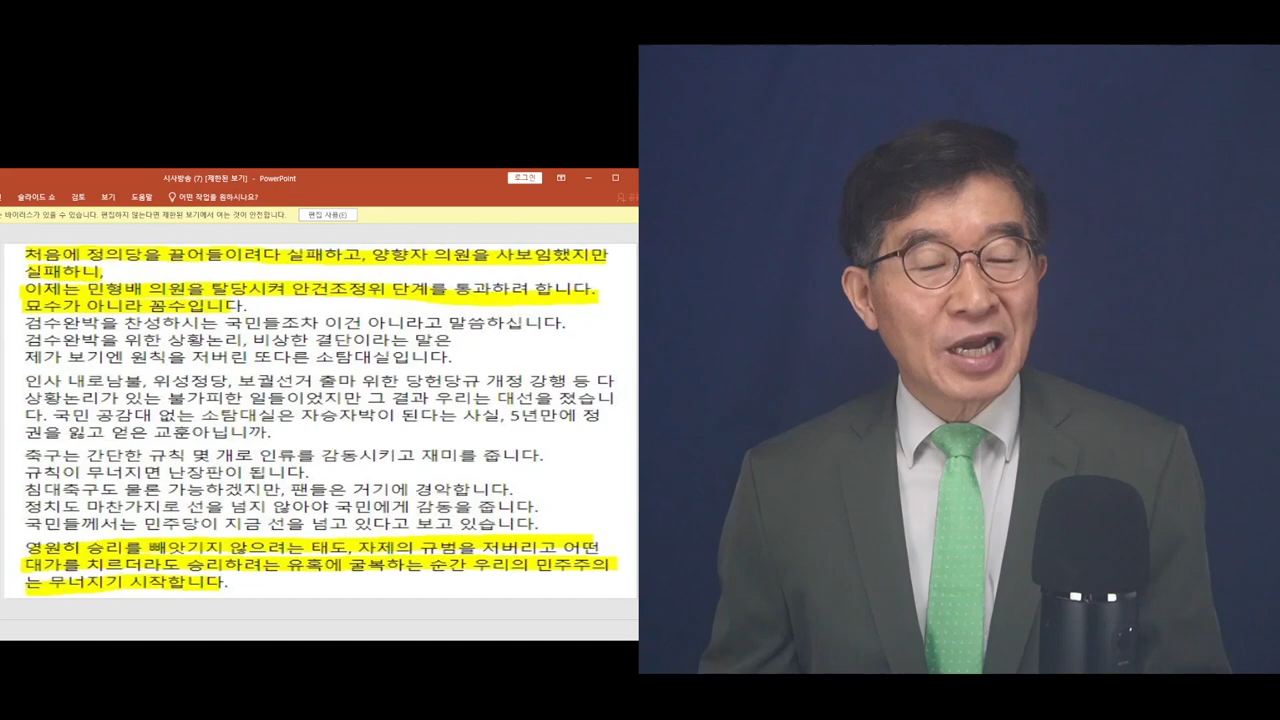 시사방송 (7) [제한된 보기] - PowerPoint
로그인
슬라이드 쇼 검토 보기 도움말 어떤 작업을 원하시나요?
바이러스가 있을 수 있습니다. 편집하지 않는다면 제한된 보기에서 여는 것이 안전합니다. 편집 사용(E)
처음에 정의당을 끌어들이려다 실패하고, 양향자 의원을 사보임했지만
실패하니,
이제는 민형배 의원을 탈당시켜 안건조정위 단계를 통과하려 합니다.
묘수가 아니라 꼼수입니다.
검수완박을 찬성하시는 국민들조차 이건 아니라고 말씀하십니다.
검수완박을 위한 상황논리, 비상한 결단이라는 말은
제가 보기엔 원칙을 저버린 또다른 소탐대실입니다.
인사 내로남불, 위성정당, 보궐선거 출마 위한 당헌당규 개정 강행 등 다
상황논리가 있는 불가피한 일들이었지만 그 결과 우리는 대선을 졌습니
다. 국민 공감대 없는 소탐대실은 자승자박이 된다는 사실, 5년만에 정
권을 잃고 얻은 교훈아닙니까.
축구는 간단한 규칙 몇 개로 인류를 감동시키고 재미를 줍니다.
규칙이 무너지면 난장판이 됩니다.
침대축구도 물론 가능하겠지만, 팬들은 거기에 경악합니다.
정치도 마찬가지로 선을 넘지 않아야 국민에게 감동을 줍니다.
국민들께서는 민주당이 지금 선을 넘고 있다고 보고 있습니다.
영원히 승리를 빼앗기지 않으려는 태도, 자제의 규범을 저버리고 어떤
대가를 치르더라도 승리하려는 유혹에 굴복하는 순간 우리의 민주주의
는 무너지기 시작합니다.